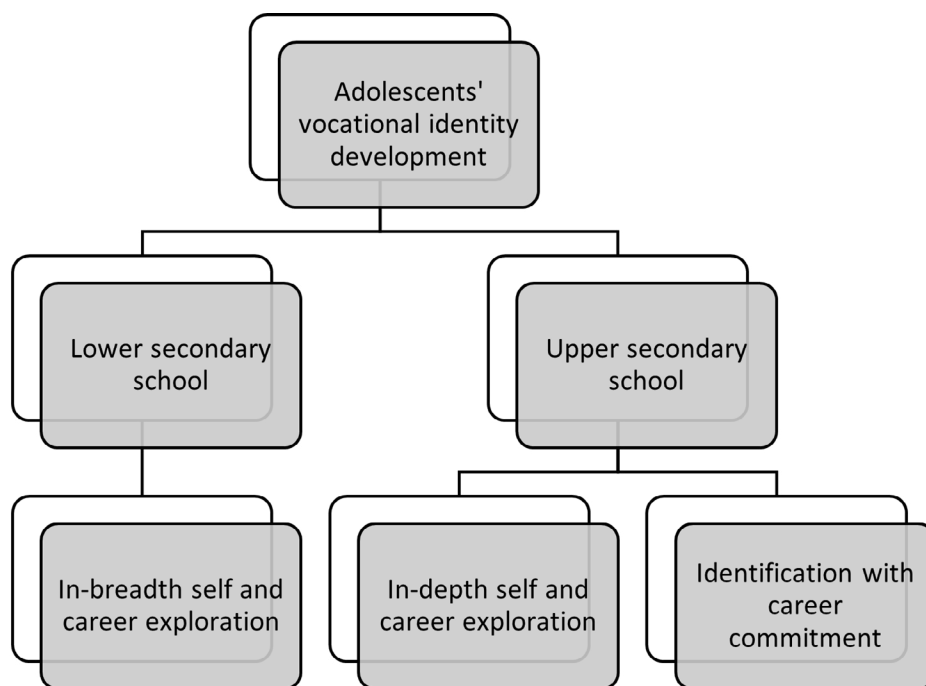 Adolescents'
vocational identity
development
Lower secondary
school
Upper secondary
school
In-breadth self and
career exploration
In-depth self and
career exploration
Identification with
career
commitment